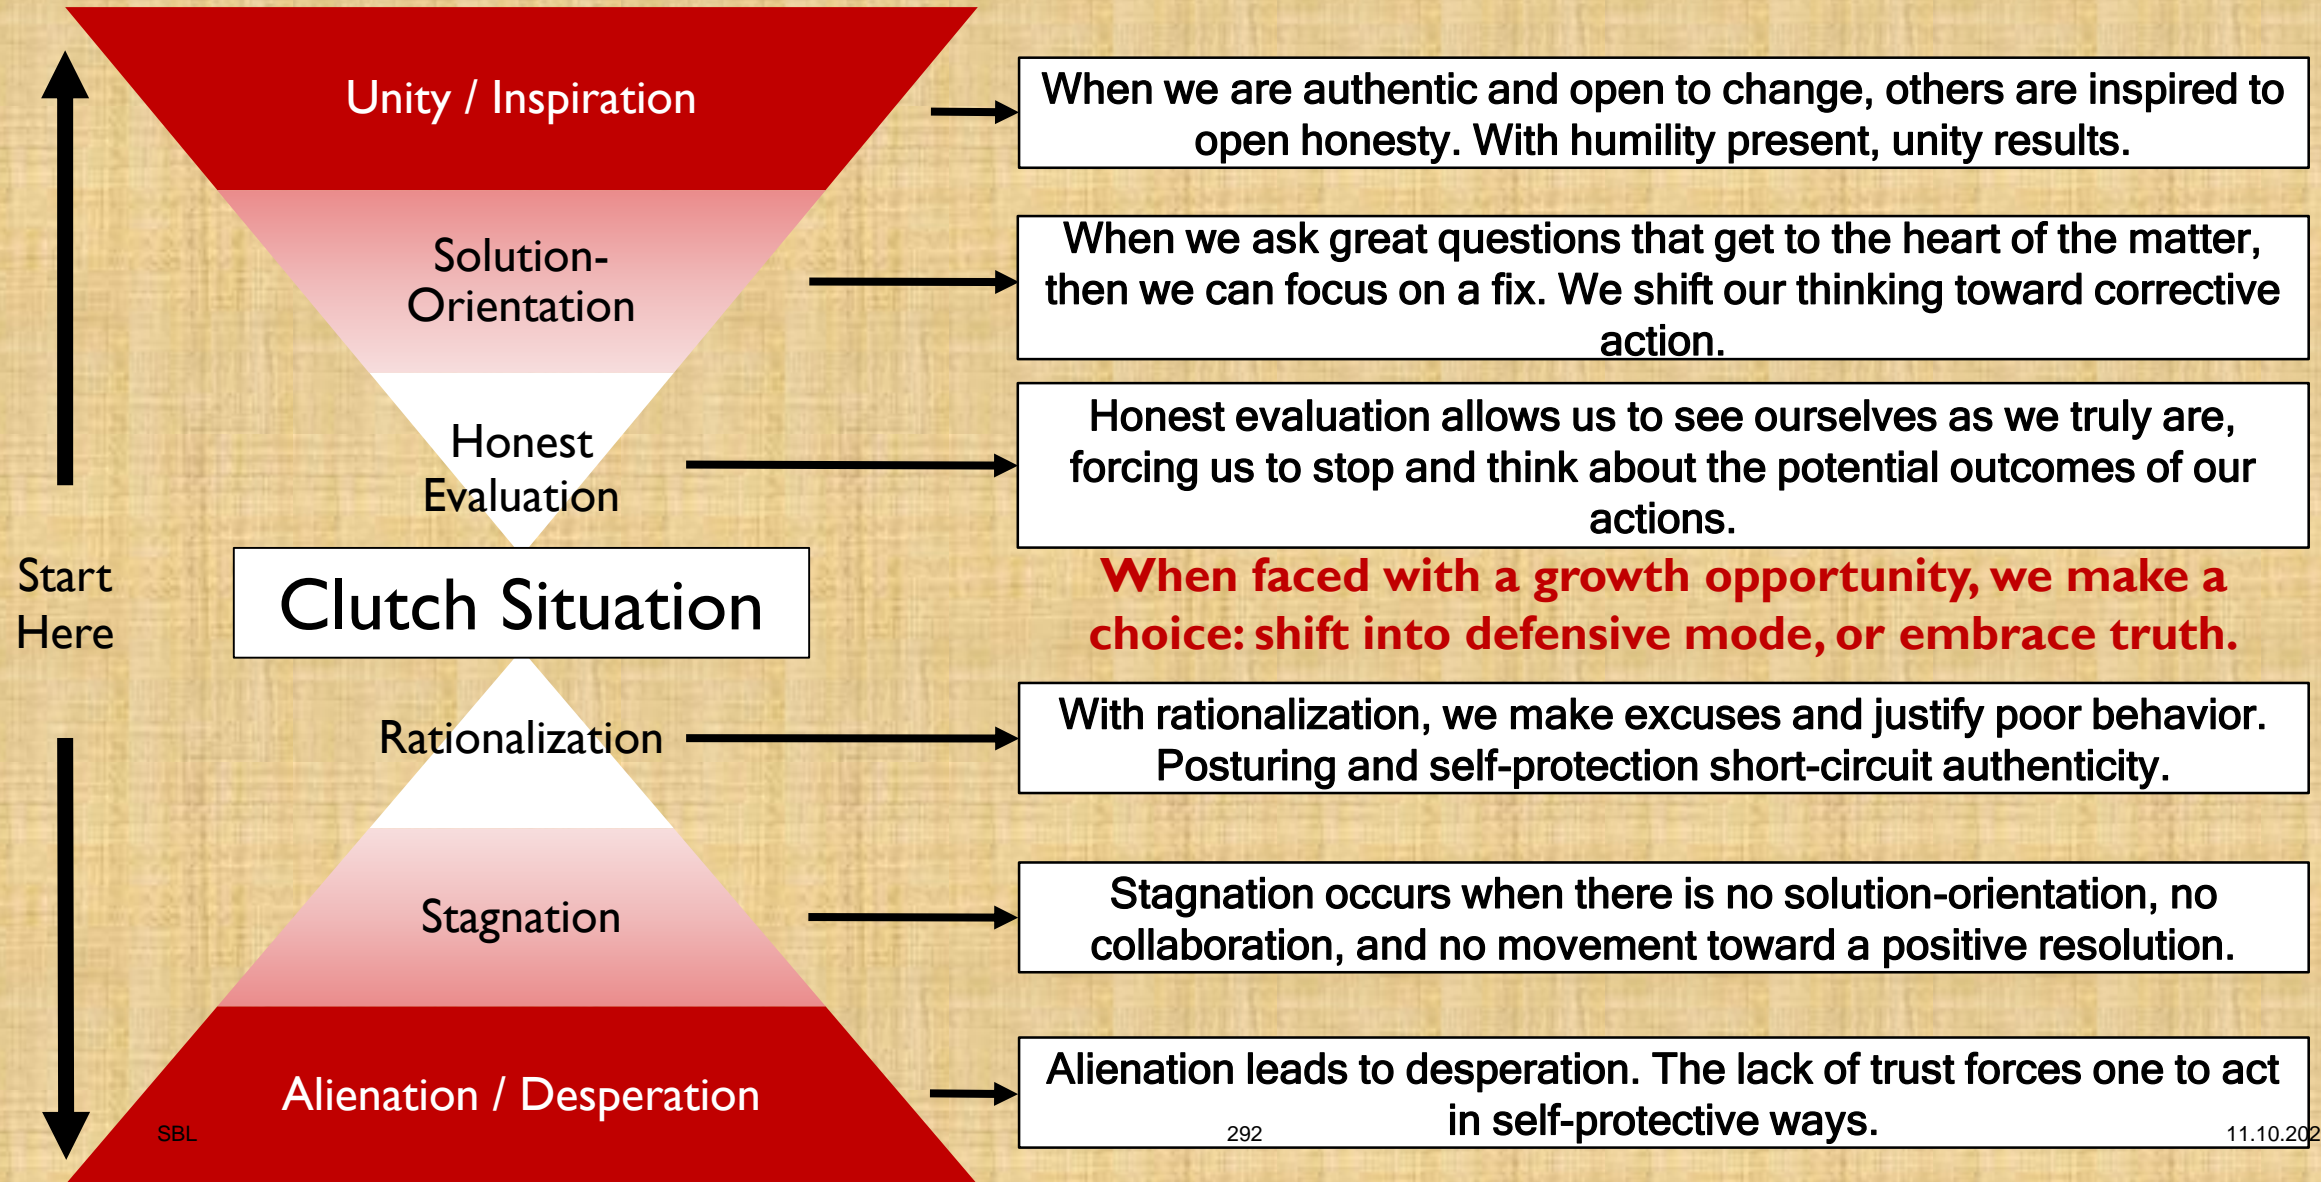 Unity / Inspiration
When we are authentic and open to change, others are inspired to
open honesty. With humility present, unity results.
Solution-
Orientation
When we ask great questions that get to the heart of the matter,
then we can focus on a fix. We shift our thinking toward corrective
action.
Honest
Evaluation
Honest evaluation allows us to see ourselves as we truly are,
forcing us to stop and think about the potential outcomes of our
actions.
Start
Here
Clutch Situation
When faced with a growth opportunity, we make a
choice: shift into defensive mode, or embrace truth.
Rationalization
With rationalization, we make excuses and justify poor behavior.
Posturing and self-protection short-circuit authenticity.
Stagnation
Stagnation occurs when there is no solution-orientation, no
collaboration, and no movement toward a positive resolution.
Alienation / Desperation
Alienation leads to desperation. The lack of trust forces one to act
in self-protective ways.
SBL
292
11.10.202